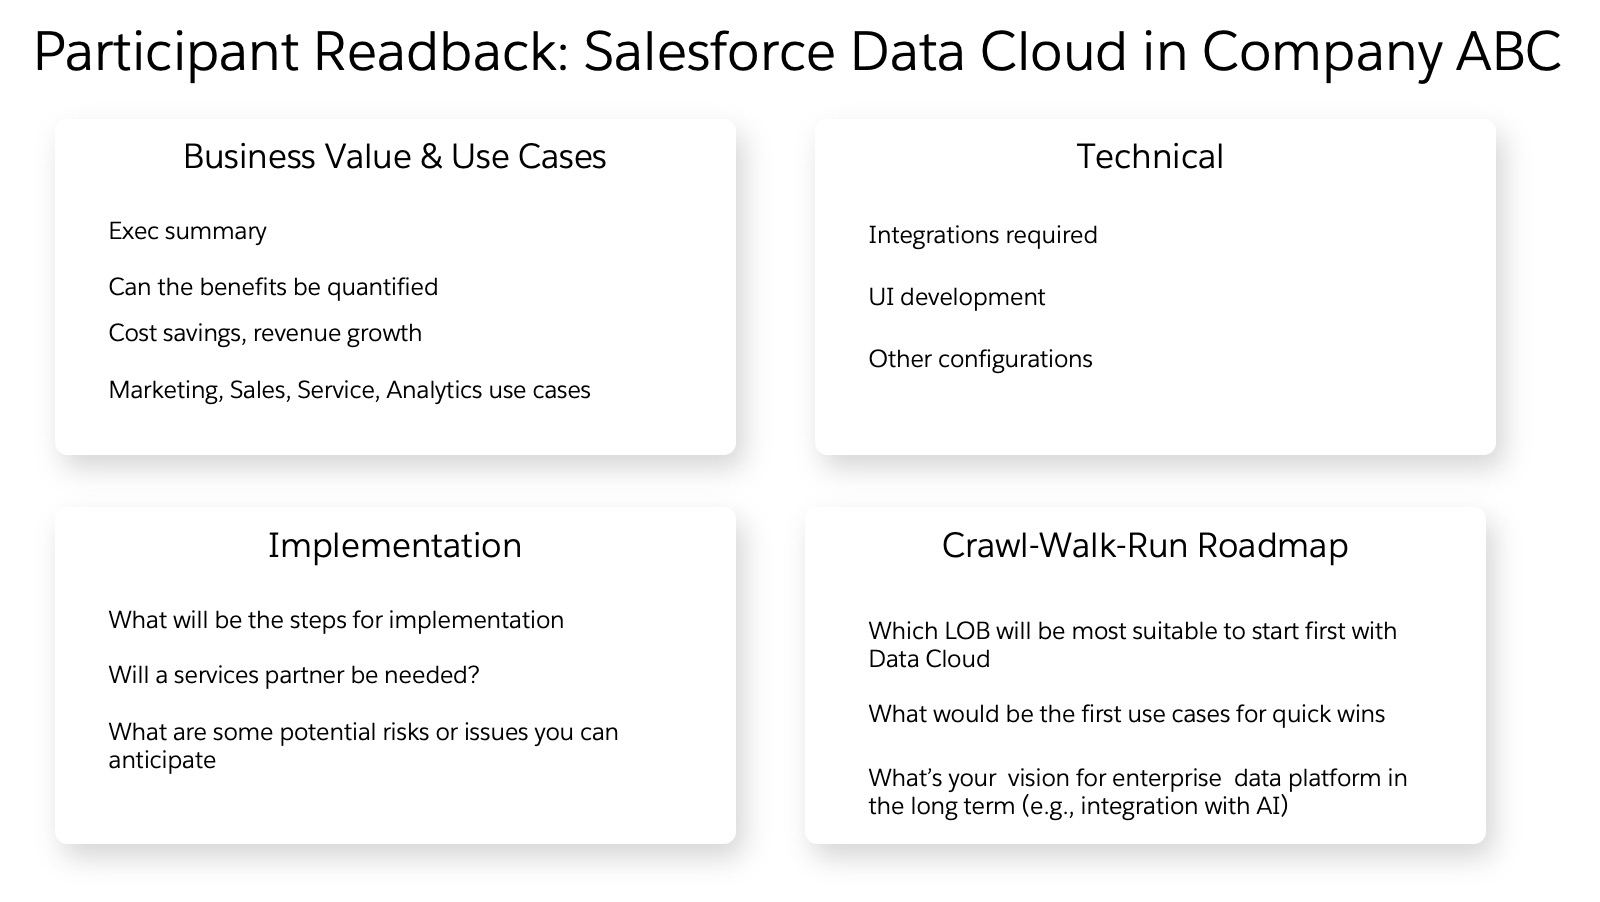 Participant Readback: Salesforce Data Cloud in Company ABC
Business Value & Use Cases
Exec summary
Can the benefits be quantified
Cost savings, revenue growth
Marketing, Sales, Service, Analytics use cases
Technical
Integrations required
UI development
Other configurations
Implementation
What will be the steps for implementation
Will a services partner be needed?
What are some potential risks or issues you can
anticipate
Crawl-Walk-Run Roadmap
Which LOB will be most suitable to start first with
Data Cloud
What would be the first use cases for quick wins
What’s your  vision for enterprise  data platform in
the long term (e.g., integration with AI)